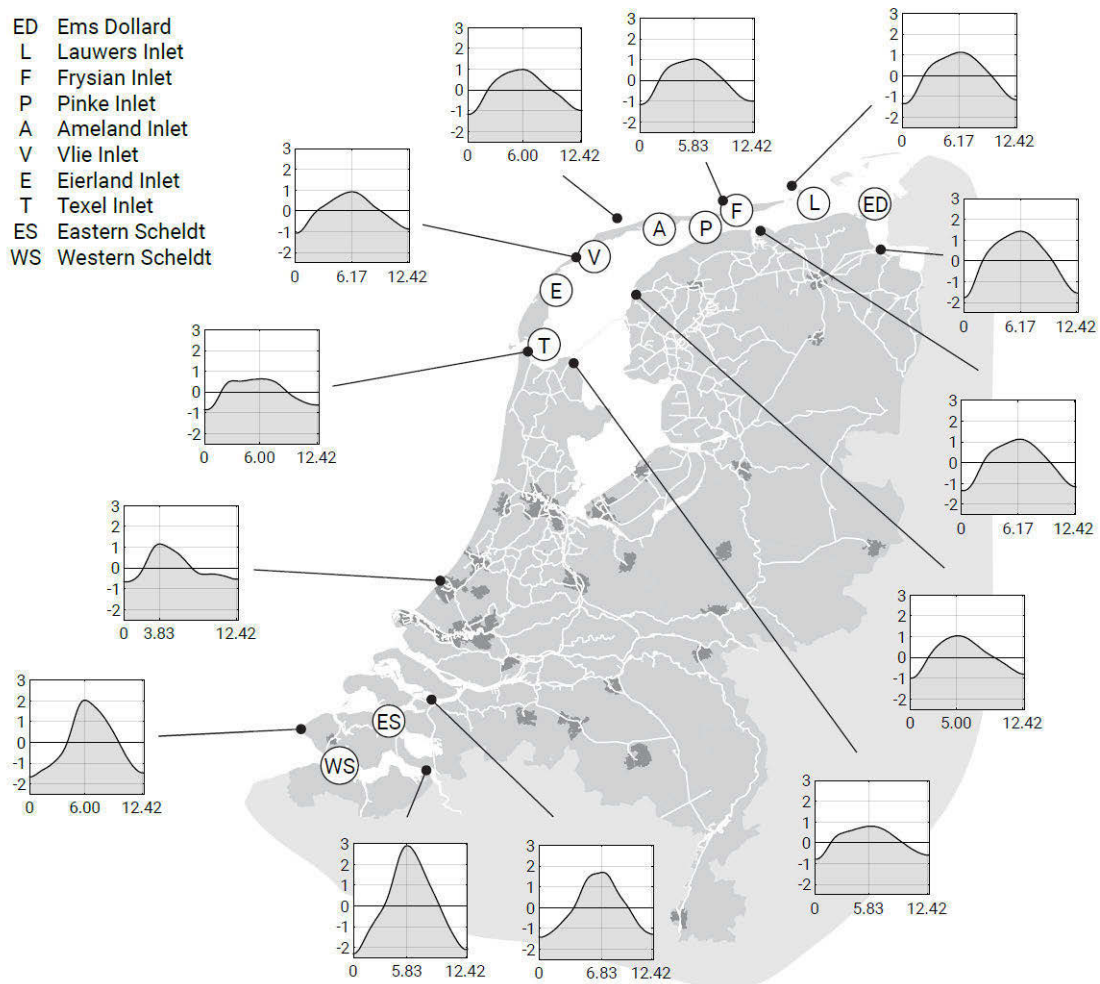 ED Ems Dollard
L Lauwers Inlet
F Frysian Inlet
P Pinke Inlet
A Ameland Inlet
V Vlie Inlet
E Eierland Inlet
T Texel Inlet
ES Eastern Scheldt
WS Western Scheldt
3
2
1
0
-1
-2
0 6.00 12.42
3
2
1
0
-1
-2
0 5.83 12.42
3
2
1
0
-1
-2
0 6.17 12.42
3
2
1
0
-1
-2
0 6.17 12.42
A
P
F
L
ED
V
E
T
3
2
1
0
-1
-2
0 6.17 12.42
3
2
1
0
-1
-2
0 6.00 12.42
3
2
1
0
-1
-2
0 6.17 12.42
3
2
1
0
-1
-2
0 3.83 12.42
3
2
1
0
-1
-2
0 5.00 12.42
3
2
1
0
-1
-2
0 6.00 12.42
ES
WS
3
2
1
0
-1
-2
0 5.83 12.42
3
2
1
0
-1
-2
0 5.83 12.42
3
2
1
0
-1
-2
0 6.83 12.42